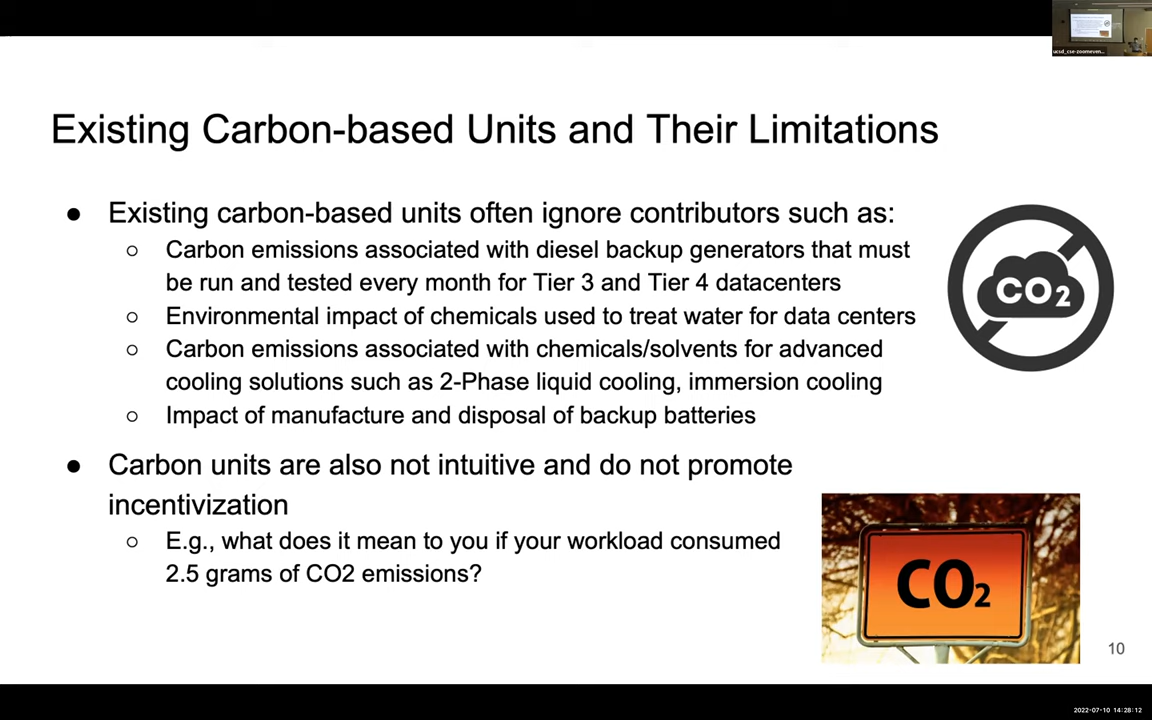 ucsd_cse-zoomeven...
Existing Carbon-based Units and Their Limitations
● Existing carbon-based units often ignore contributors such as:
○ Carbon emissions associated with diesel backup generators that must
be run and tested every month for Tier 3 and Tier 4 datacenters
○ Environmental impact of chemicals used to treat water for data centers
○ Carbon emissions associated with chemicals/solvents for advanced
cooling solutions such as 2-Phase liquid cooling, immersion cooling
○ Impact of manufacture and disposal of backup batteries
CO2
● Carbon units are also not intuitive and do not promote
incentivization
○ E.g., what does it mean to you if your workload consumed
2.5 grams of CO2 emissions?
CO2
10
2022-07-10 14:28:12